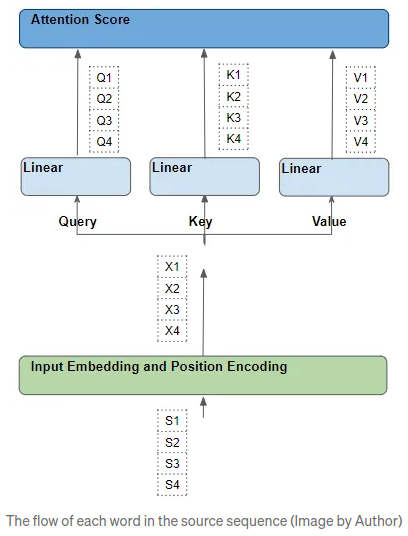 Attention Score
Q1
Q2
Q3
Q4
K1
K2
K3
K4
V1
V2
V3
V4
Linear
Linear
Linear
Query
Key
Value
X1
X2
X3
X4
Input Embedding and Position Encoding
S1
S2
S3
S4
The flow of each word in the source sequence (Image by Author)